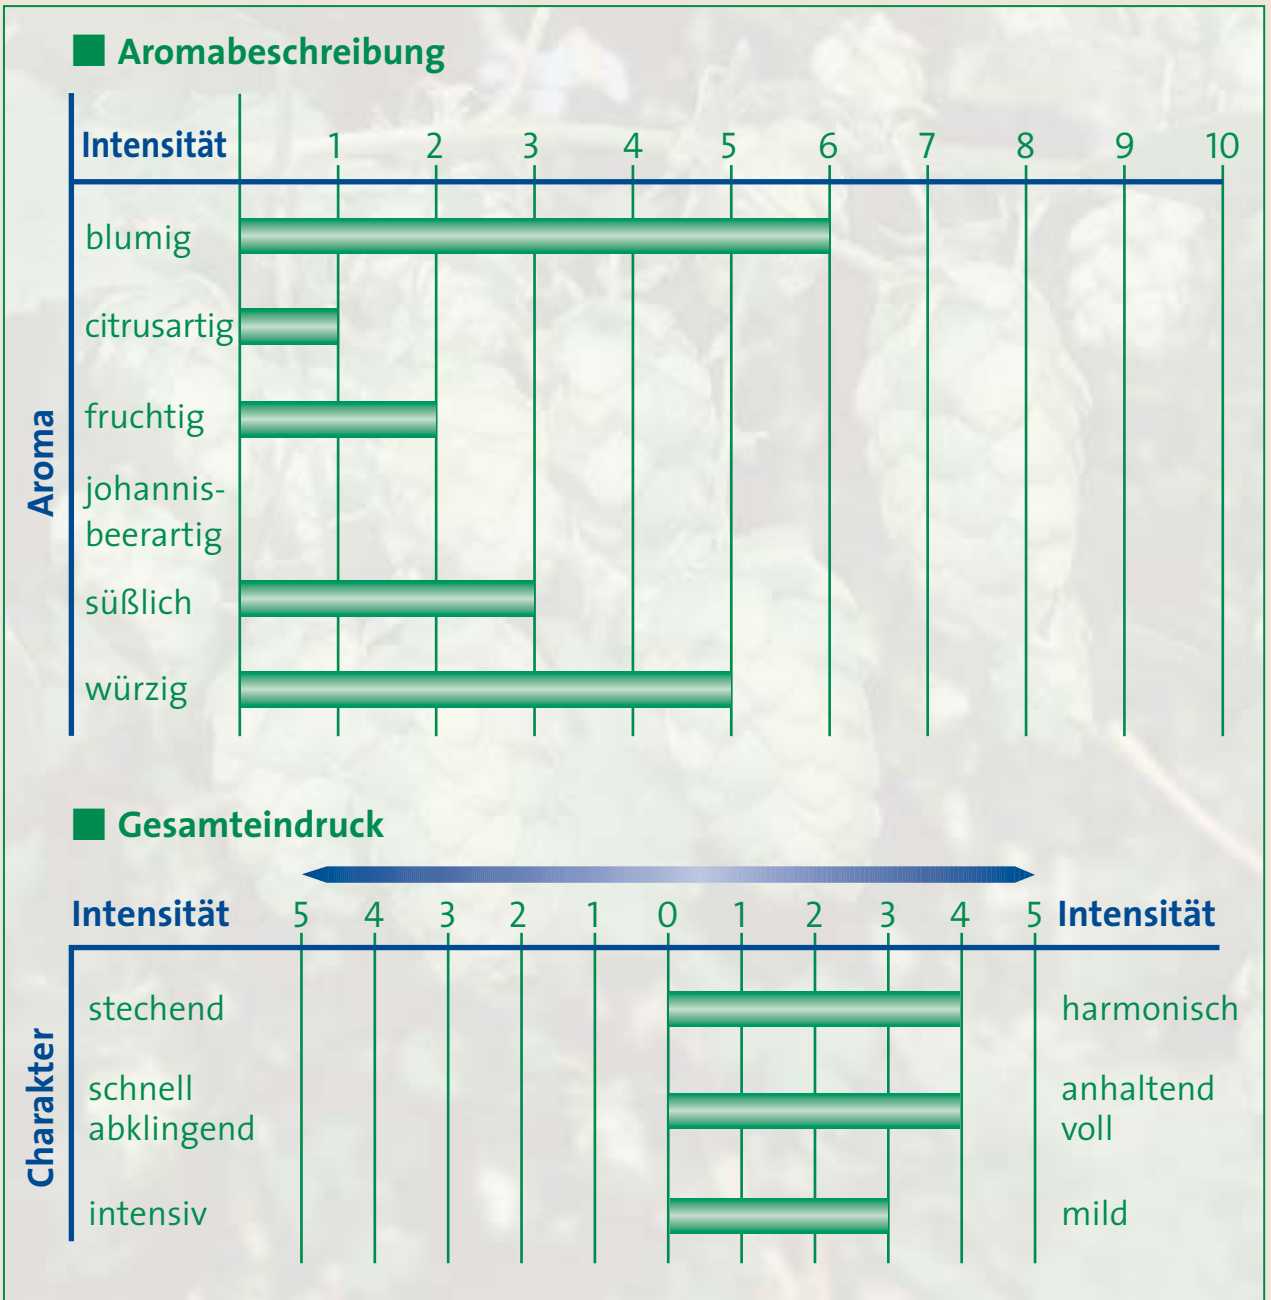 Aromabeschreibung
Intensität 1 2 3 4 5 6 7 8 9 10
Aroma
blumig
citrusartig
fruchtig
johannis-
beerartig
süßlich
würzig
Gesamteindruck
Intensität 5 4 3 2 1 0 1 2 3 4 5 Intensität
Charakter
stechend harmonisch
schnell anhaltend
abklingend voll
intensiv mild